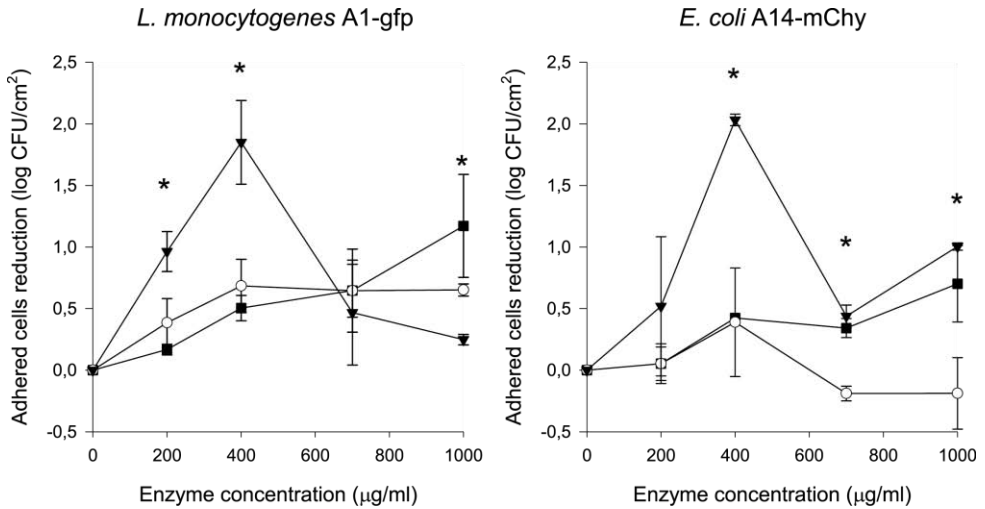 L. monocytogenes A1-gfp
Adhered cells reduction (log CFU/cm²)
2,5
2,0
1,5
1,0
0,5
0,0
-0,5
*
*
*
0 200 400 600 800 1000
Enzyme concentration (μg/ml)
E. coli A14-mChy
Adhered cells reduction (log CFU/cm²)
2,5
2,0
1,5
1,0
0,5
0,0
-0,5
*
*
*
0 200 400 600 800 1000
Enzyme concentration (μg/ml)